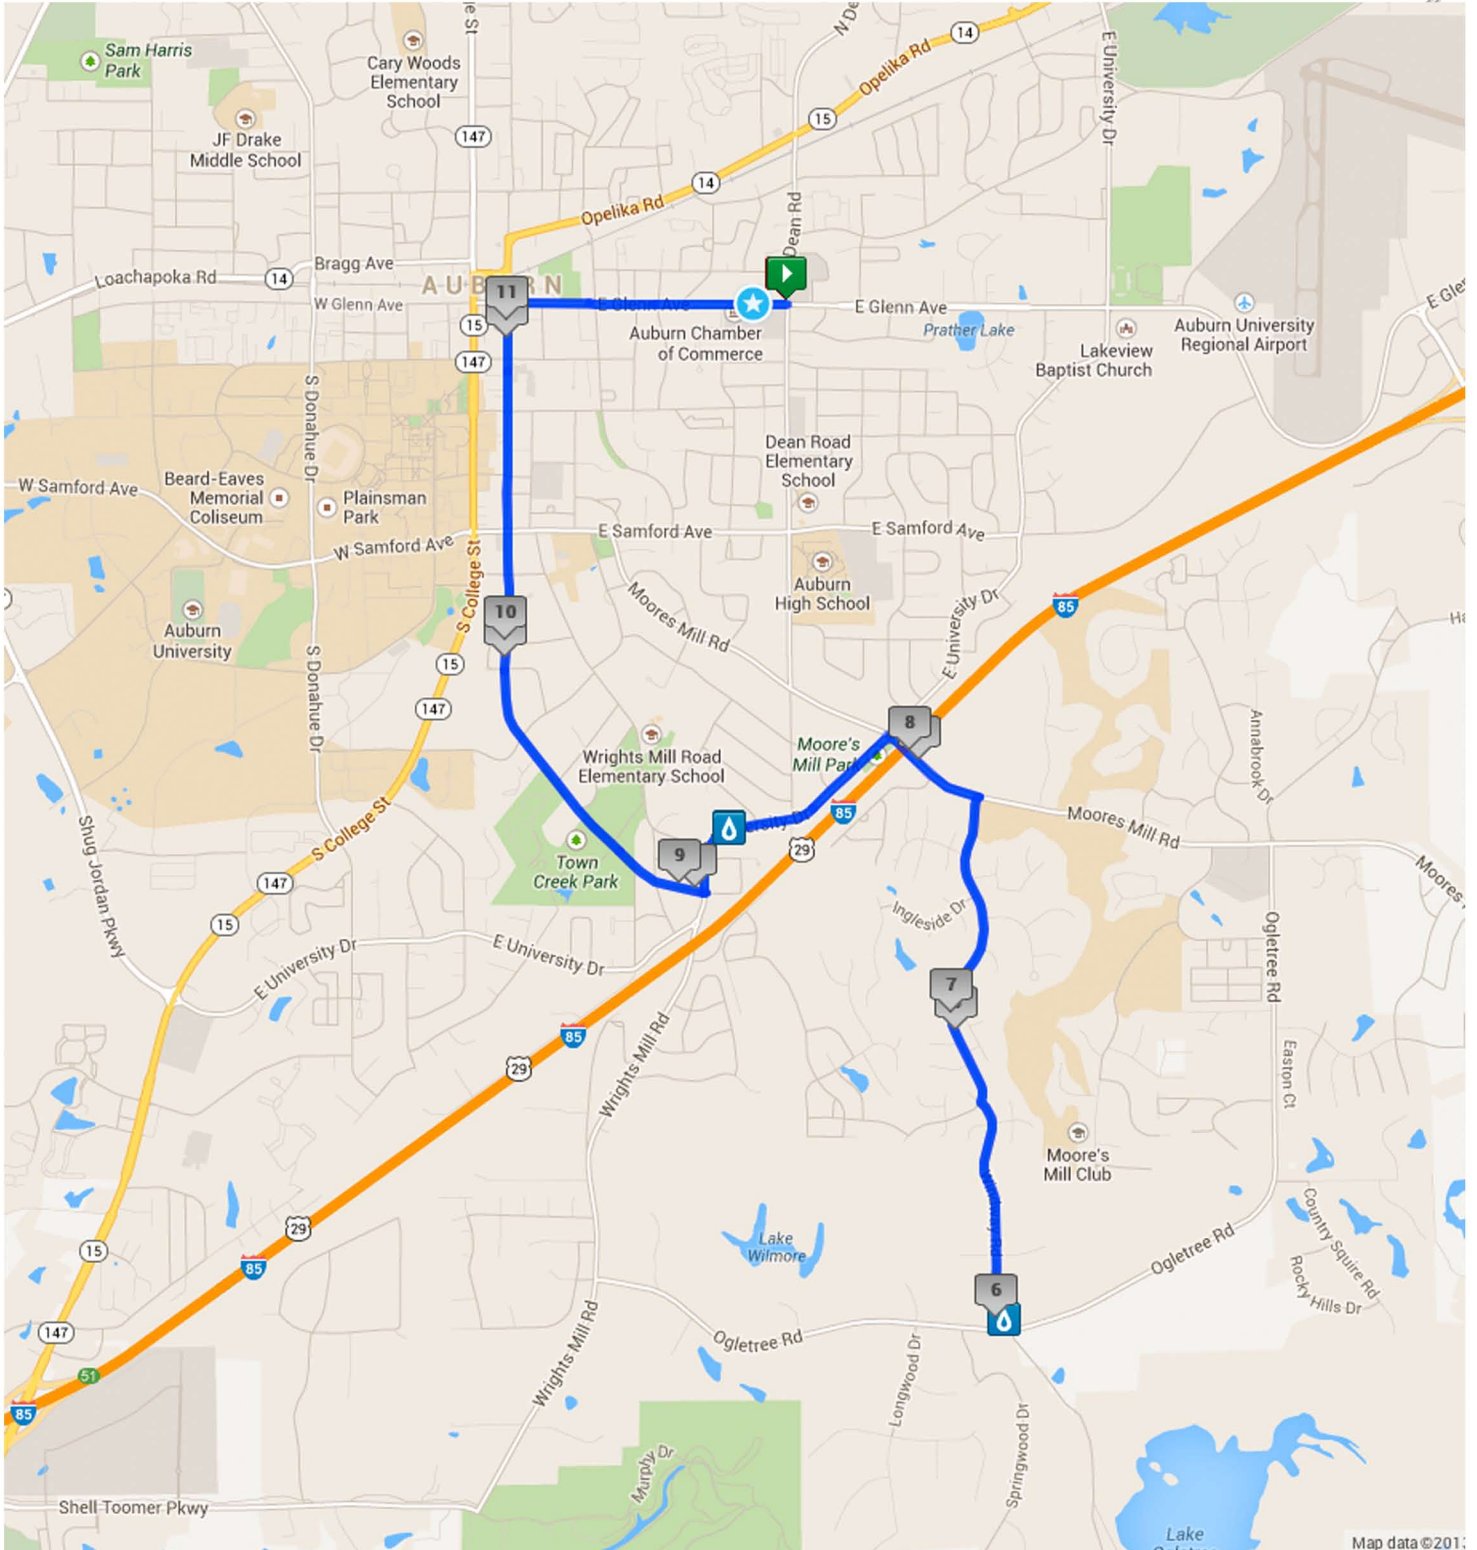 Sam Harris
Park
Cary Woods
Elementary
School
JF Drake
Middle School
147
14
15
Opelika Rd
14
Opelika Rd
E University Dr
Dean Rd
Loachapoka Rd
14
Bragg Ave
W Glenn Ave
AUB
N
11
E Glenn Ave
E Glenn Ave
Auburn Chamber
of Commerce
Prather Lake
Lakeview
Baptist Church
Auburn University
Regional Airport
15
147
S Donahue Dr
W Samford Ave
Beard-Eaves
Memorial
Coliseum
Plainsman
Park
W Samford Ave
S College St
E Samford Ave
E Samford Ave
Dean Road
Elementary
School
Auburn
High School
Auburn
University
S Donahue Dr
10
15
147
Moores Mill Rd
E University Dr
85
8
Wrights Mill Road
Elementary School
Moore's
Mill Park
Annabrook Dr
Moores Mill Rd
Moores
Shug Jordan Pkwy
S College St
147
15
Town
Creek Park
9
ersity Dr
85
29
Ingleside Dr
Ogletree Rd
E University Dr
E University Dr
7
85
29
Wrights Mill Rd
Easton Ct
Moore's
Mill Club
29
85
15
147
51
85
Lake
Wilmore
Windway Rd
6
Ogletree Rd
Country Squire Rd
Rocky Hills Dr
Ogletree Rd
Wrights Mill Rd
Longwood Dr
Springwood Dr
Murphy Dr
Shell Toomer Pkwy
Lake
Map data ©201